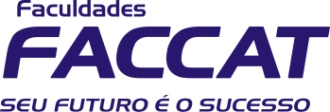 Faculdades
FACCAT
SEU FUTURO É O SUCESSO